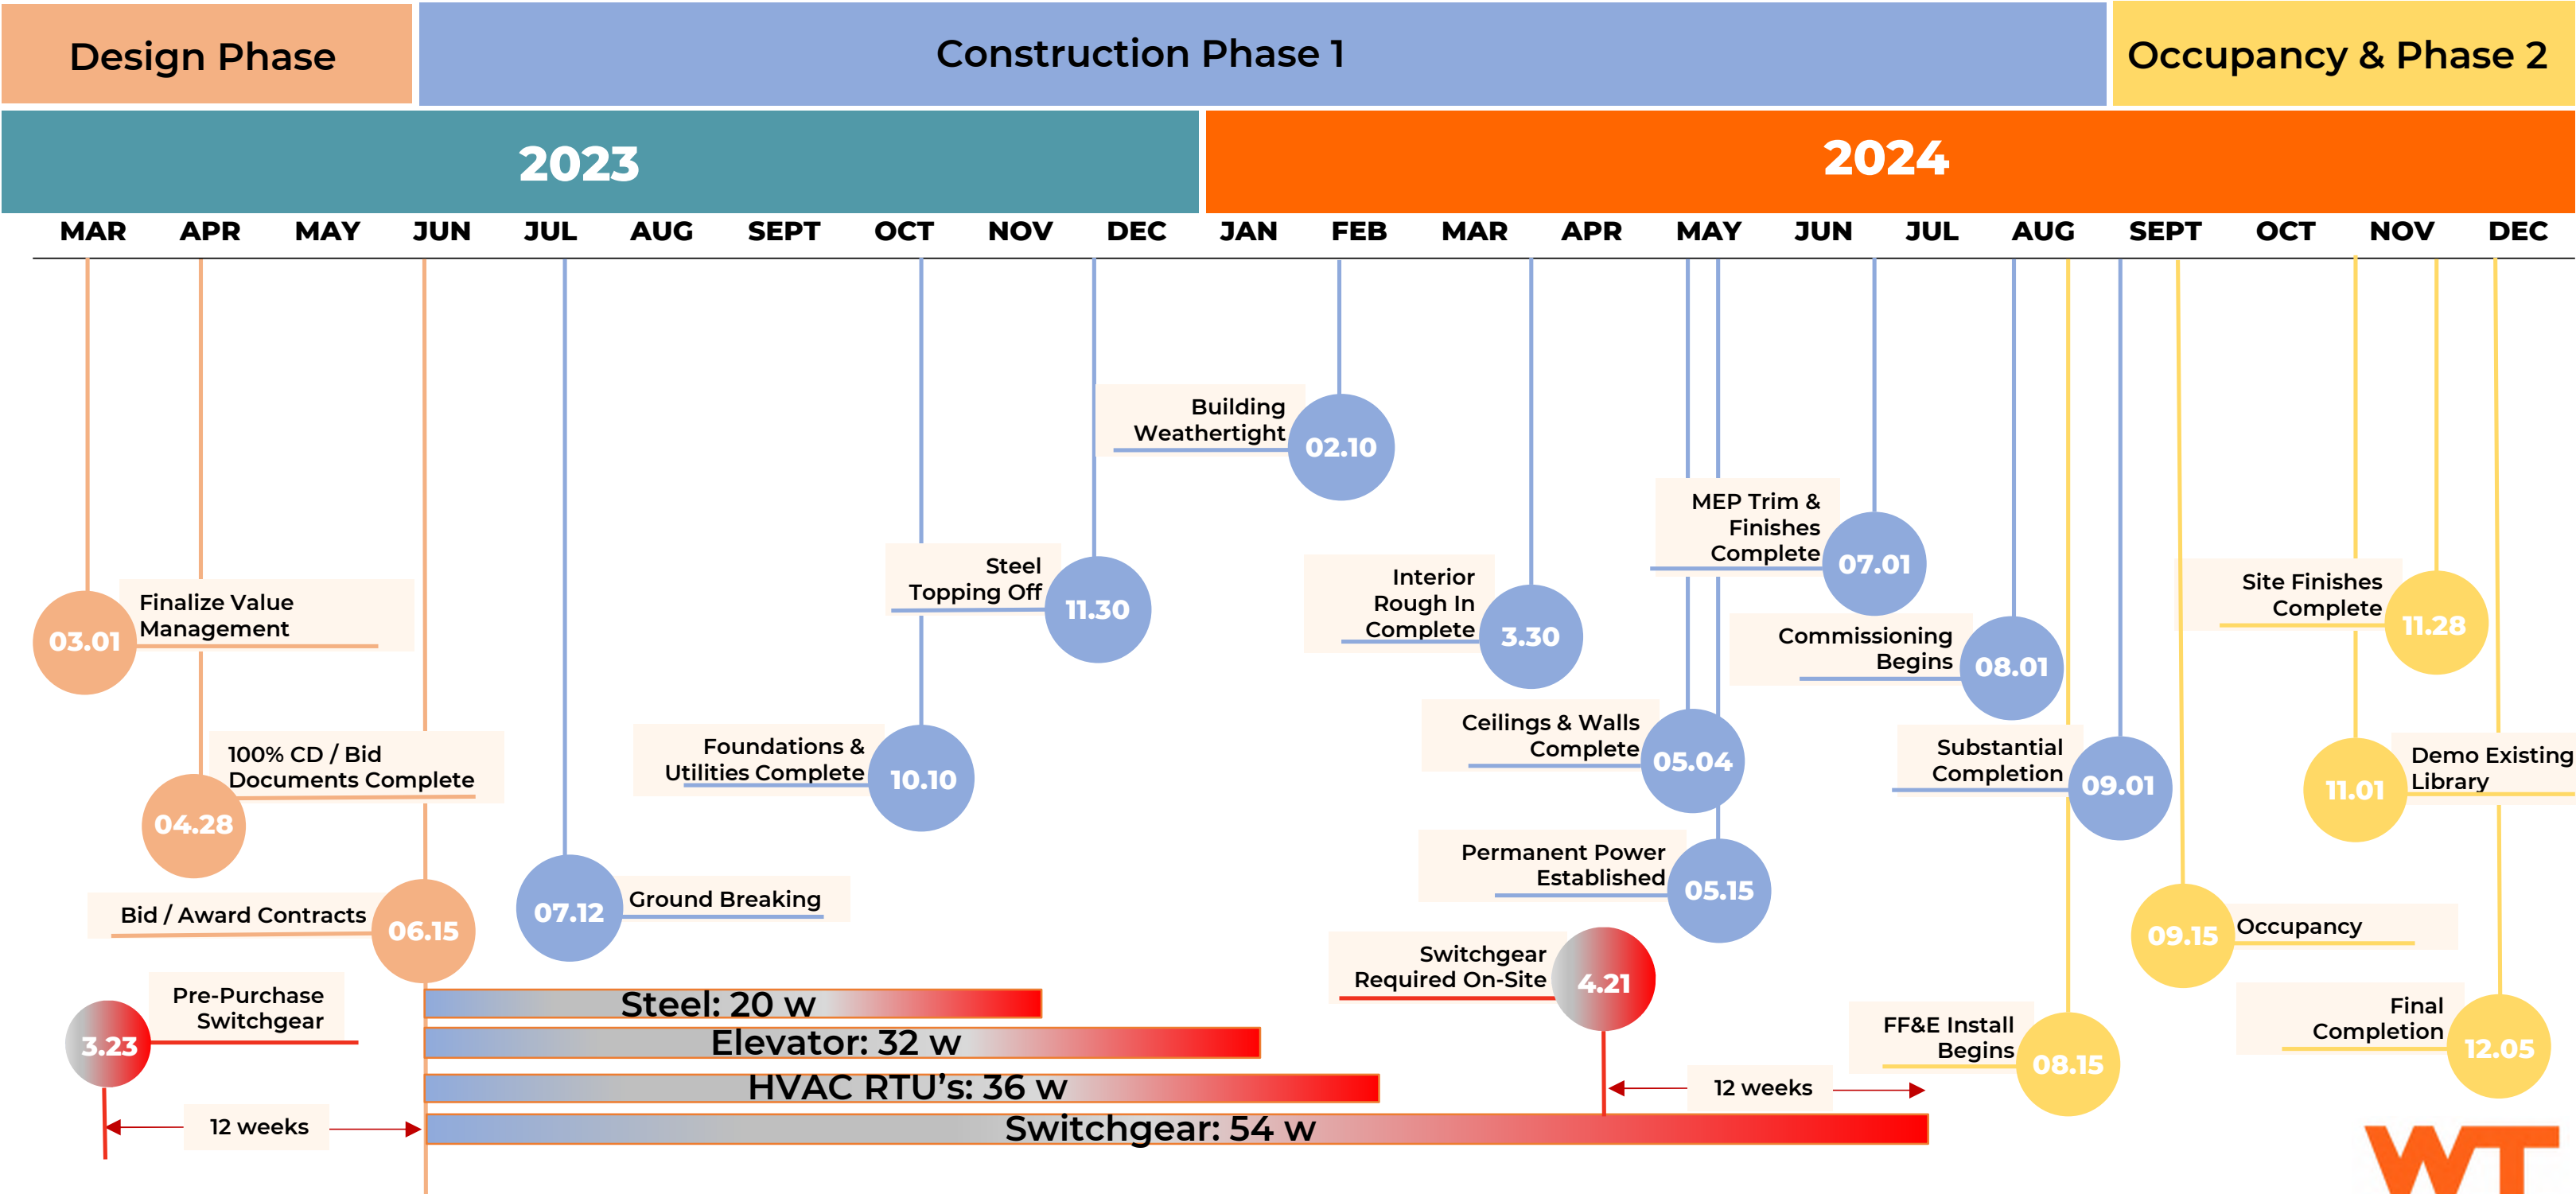 Design Phase
Construction Phase 1
Occupancy & Phase 2
2023
2024
MAR APR MAY JUN JUL AUG SEPT OCT NOV DEC JAN FEB MAR APR MAY JUN JUL AUG SEPT OCT NOV DEC
Building
Weathertight
02.10
MEP Trim &
Finishes
Complete
07.01
Steel
Topping Off
11.30
Interior
Rough In
Complete
3.30
Site Finishes
Complete
11.28
Finalize Value
Management
03.01
Commissioning
Begins
08.01
100% CD / Bid
Documents Complete
04.28
Foundations &
Utilities Complete
10.10
Ceilings & Walls
Complete
05.04
Substantial
Completion
09.01
Demo Existing
Library
11.01
Permanent Power
Established
05.15
Bid / Award Contracts
06.15
07.12
Ground Breaking
09.15
Occupancy
Switchgear
Required On-Site
4.21
Pre-Purchase
Switchgear
3.23
Steel: 20 w
Elevator: 32 w
HVAC RTU's: 36 w
Switchgear: 54 w
12 weeks
12 weeks
FF&E Install
Begins
08.15
Final
Completion
12.05
WT